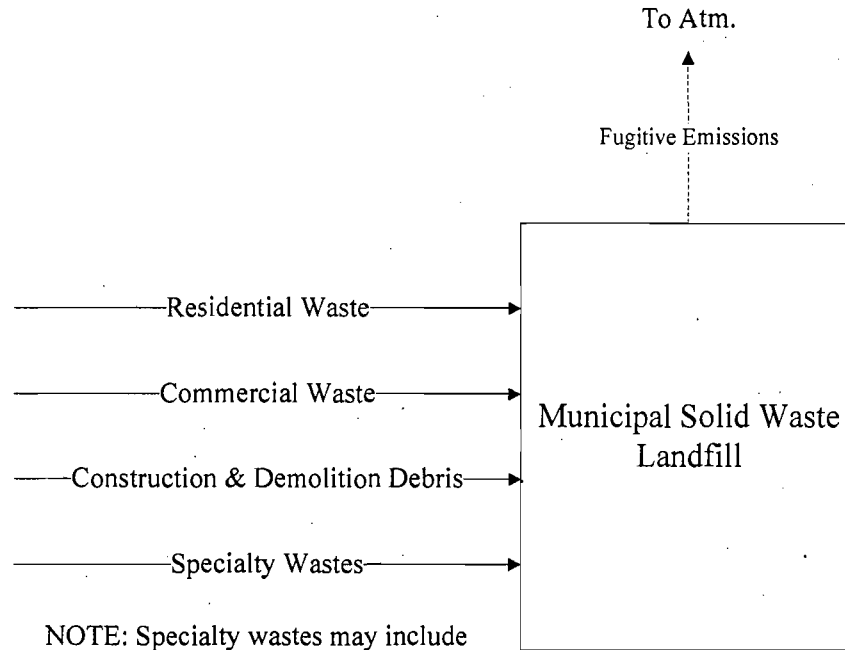 To Atm.
Fugitive Emissions
Residential Waste
Commercial Waste
Construction & Demolition Debris
Specialty Wastes
Municipal Solid Waste
Landfill
NOTE: Specialty wastes may include